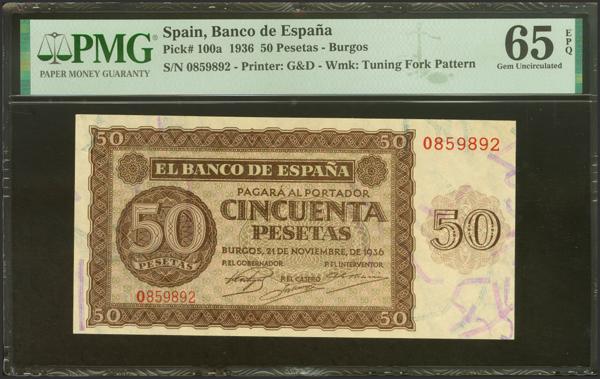 PMG
PAPER MONEY GUARANTY
Spain, Banco de España
Pick# 100a 1936 50 Pesetas - Burgos
S/N 0859892 - Printer: G&D - Wmk: Tuning Fork Pattern
65 EPQ
Gem Uncirculated
50 50
0859892
EL BANCO DE ESPAÑA
PAGARÁ AL PORTADOR
CINCUENTA
PESETAS
50
PESETAS
50
BURGOS, 21 DE NOVIEMBRE, DE 1936
P.EL GOBERNADOR P.EL INTERVENTOR
P.EL CAJERO
0859892
50 50